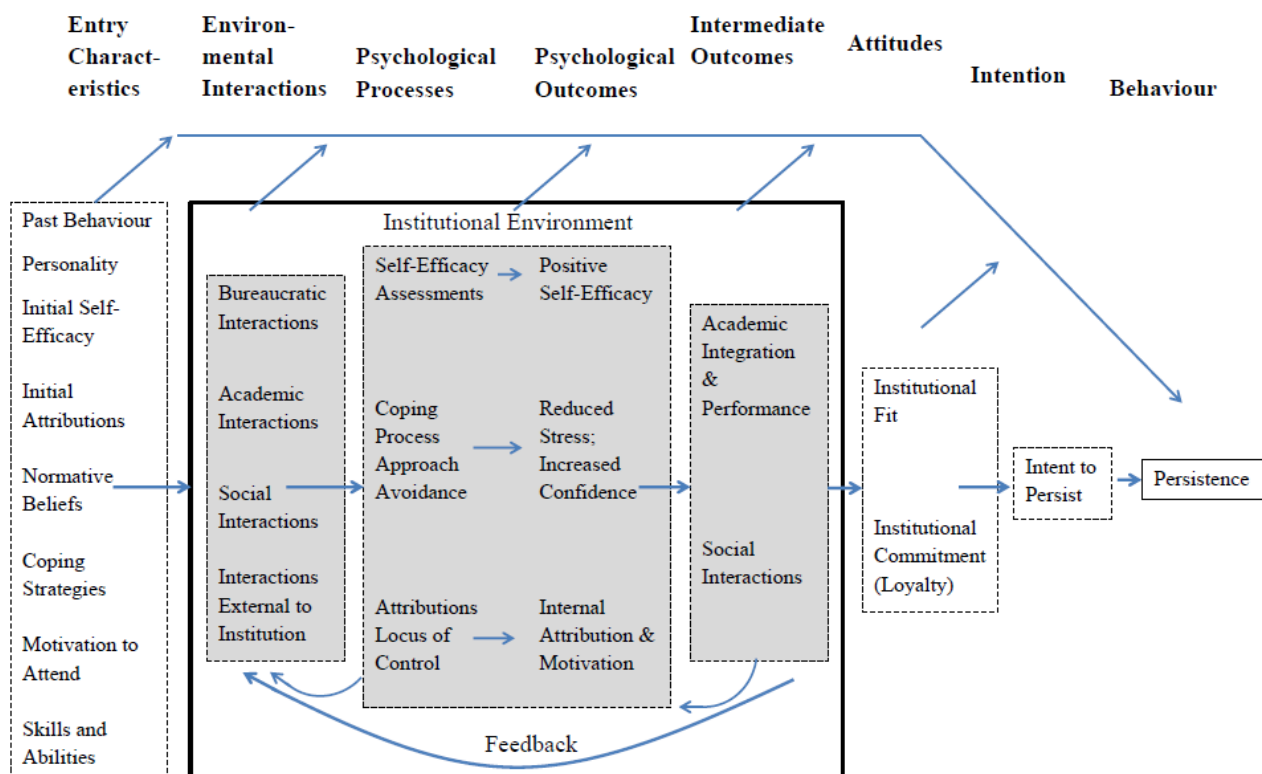 Entry
Charact-
eristics
Environ-
mental
Interactions
Psychological
Processes
Psychological
Outcomes
Intermediate
Outcomes
Attitudes
Intention
Behaviour
Past Behaviour
Personality
Initial Self-
Efficacy
Initial
Attributions
Normative
Beliefs
Coping
Strategies
Motivation to
Attend
Skills and
Abilities
Institutional Environment
Bureaucratic
Interactions
Academic
Interactions
Social
Interactions
Interactions
External to
Institution
Self-Efficacy
Assessments
Positive
Self-Efficacy
Coping
Process
Approach
Avoidance
Reduced
Stress;
Increased
Confidence
Attributions
Locus of
Control
Internal
Attribution &
Motivation
Academic
Integration
&
Performance
Social
Interactions
Feedback
Institutional
Fit
Institutional
Commitment
(Loyalty)
Intent to
Persist
Persistence